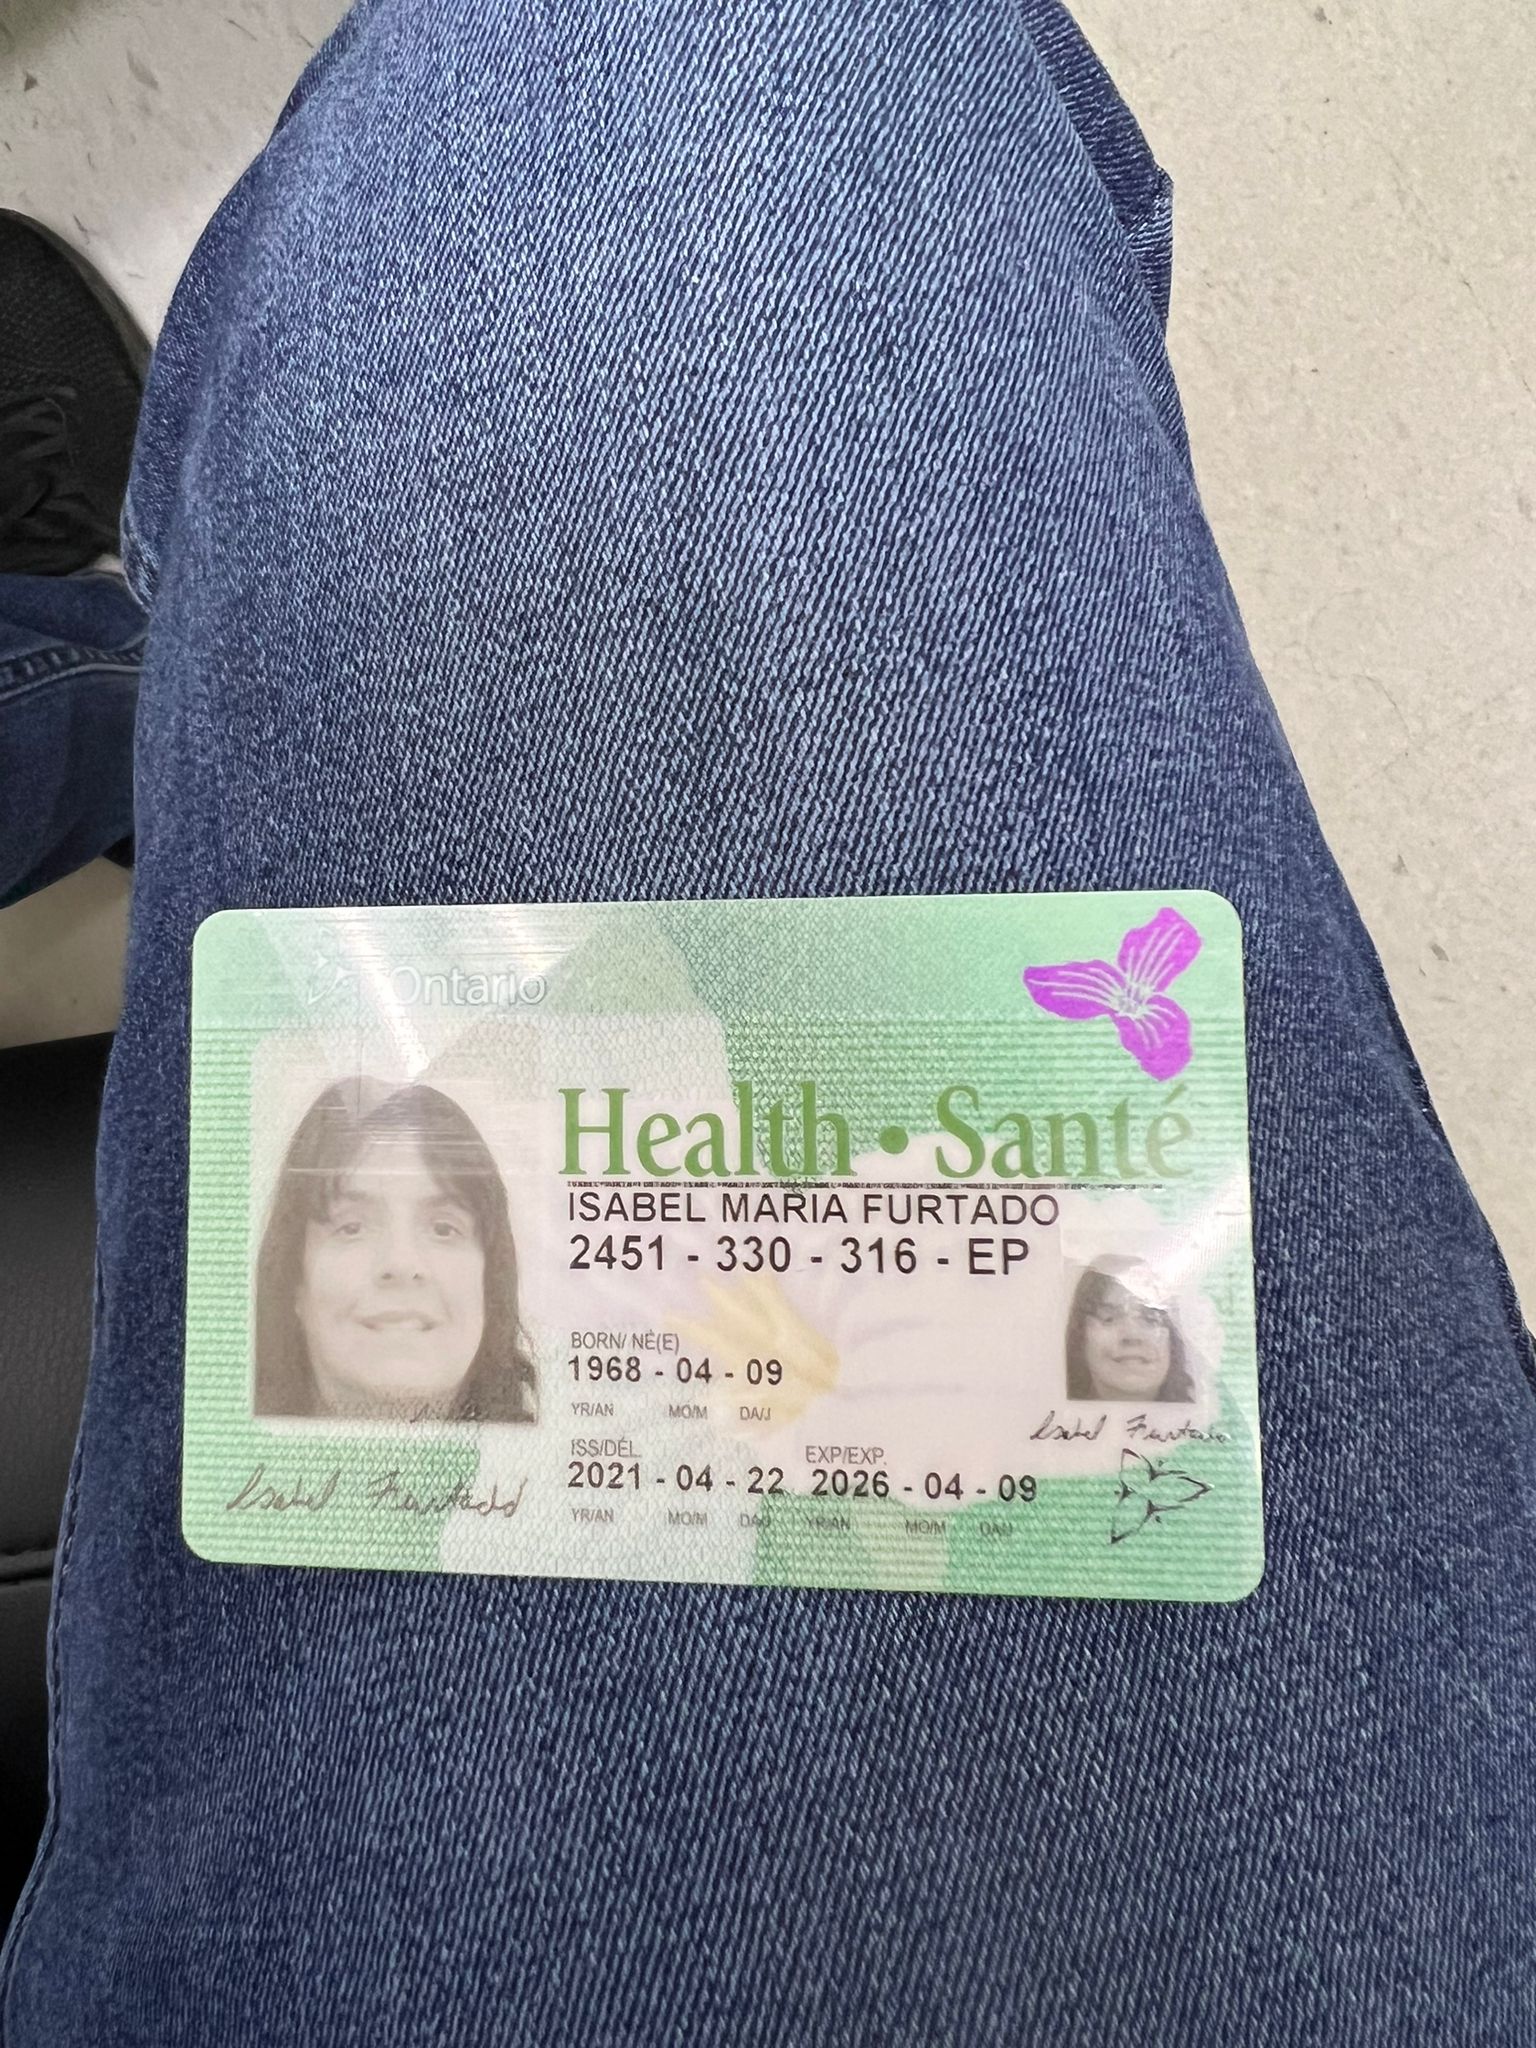 Ontario
Health • Santé
ISABEL MARIA FURTADO
2451 - 330 - 316 - EP
BORN/ NÉ(E)
1968 - 04 - 09
YR/AN MO/M DA/J
Isabel Furtado
ISS/DÉL. EXP/EXP.
2021 - 04 - 22 2026 - 04 - 09
YR/AN MO/M DA/J YR/AN MO/M DA/J
Isabel Furtado